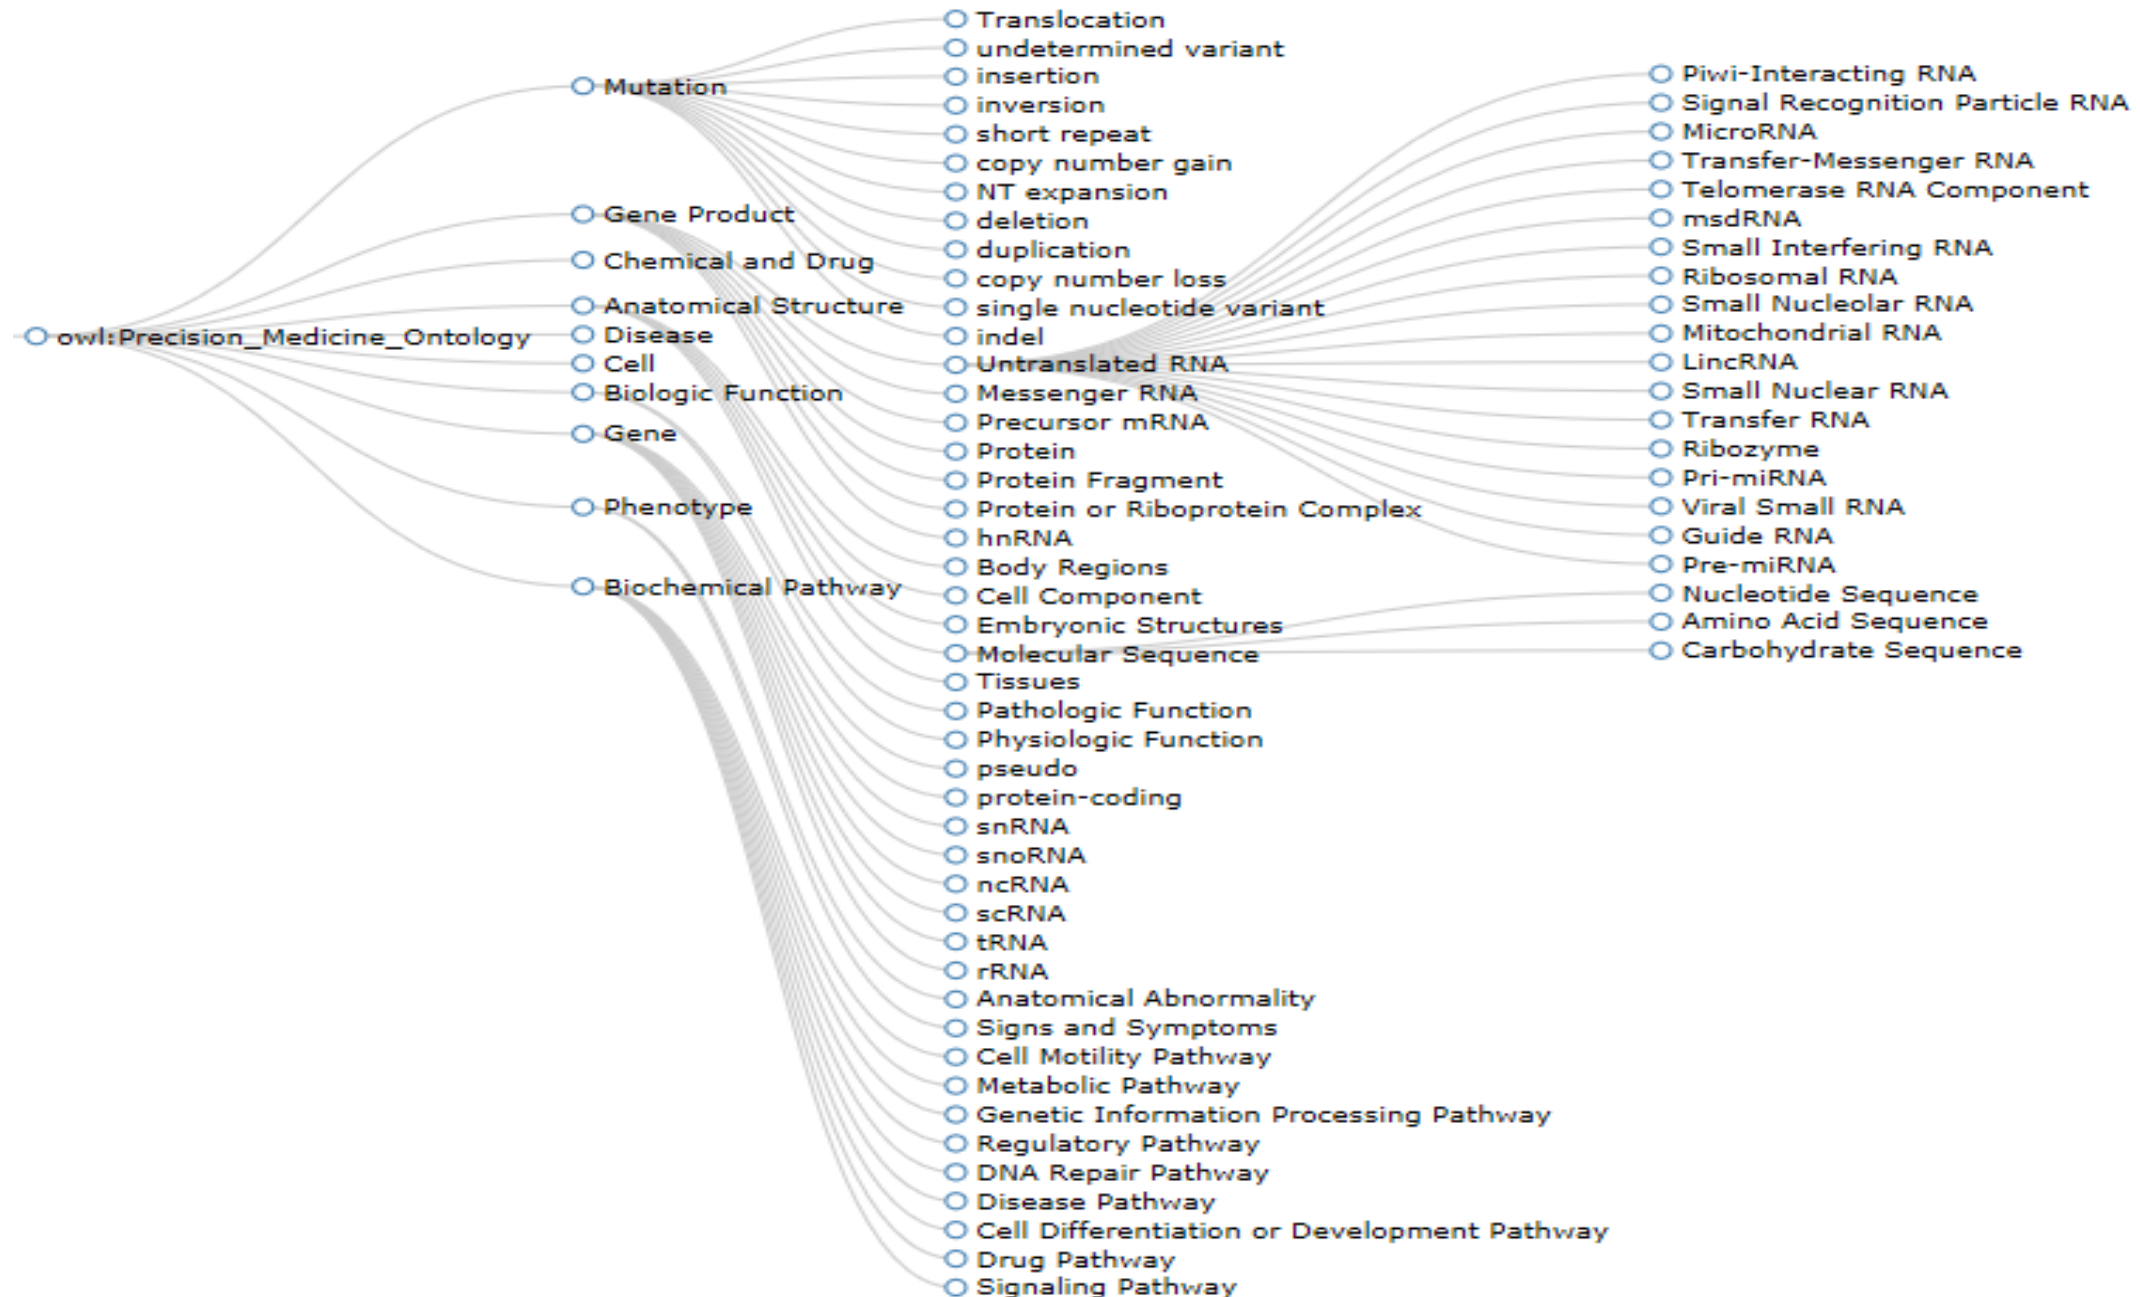 owl:Precision_Medicine_Ontology
Mutation
Gene Product
Chemical and Drug
Anatomical Structure
Disease
Cell
Biologic Function
Gene
Phenotype
Biochemical Pathway
Translocation
undetermined variant
insertion
inversion
short repeat
copy number gain
NT expansion
deletion
duplication
copy number loss
single nucleotide variant
indel
Untranslated RNA
Messenger RNA
Precursor mRNA
Protein
Protein Fragment
Protein or Riboprotein Complex
hnRNA
Body Regions
Cell Component
Embryonic Structures
Molecular Sequence
Tissues
Pathologic Function
Physiologic Function
pseudo
protein-coding
snRNA
snoRNA
ncRNA
scRNA
tRNA
rRNA
Anatomical Abnormality
Signs and Symptoms
Cell Motility Pathway
Metabolic Pathway
Genetic Information Processing Pathway
Regulatory Pathway
DNA Repair Pathway
Disease Pathway
Cell Differentiation or Development Pathway
Drug Pathway
Signaling Pathway
Piwi-Interacting RNA
Signal Recognition Particle RNA
MicroRNA
Transfer-Messenger RNA
Telomerase RNA Component
msdRNA
Small Interfering RNA
Ribosomal RNA
Small Nucleolar RNA
Mitochondrial RNA
LincRNA
Small Nuclear RNA
Transfer RNA
Ribozyme
Pri-miRNA
Viral Small RNA
Guide RNA
Pre-miRNA
Nucleotide Sequence
Amino Acid Sequence
Carbohydrate Sequence